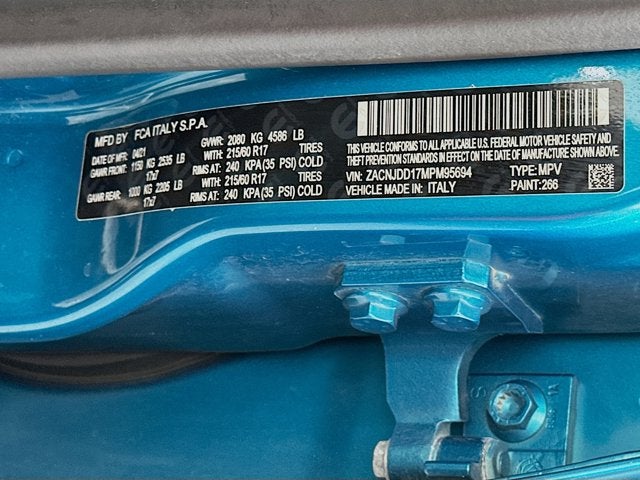 MFD BY FCA ITALY S.P.A.
DATE OF MFR: 04/21 GVWR: 2080 KG 4586 LB
GAWR FRONT: 1150 KG 2535 LB WITH: 215/60 R17 TIRES
17x7 RIMS AT: 240 KPA (35 PSI) COLD
GAWR REAR: 1000 KG 2205 LB WITH: 215/60 R17 TIRES
17x7 RIMS AT: 240 KPA (35 PSI) COLD
THIS VEHICLE CONFORMS TO ALL APPLICABLE U.S. FEDERAL MOTOR VEHICLE SAFETY,
BUMPER, AND THEFT PREVENTION STANDARDS IN EFFECT ON THE DATE OF MANUFACTURE SHOWN ABOVE.
VIN: ZACNJDD17MPM95694 TYPE: MPV
VEHICLE MADE IN: ITALY PAINT: 266